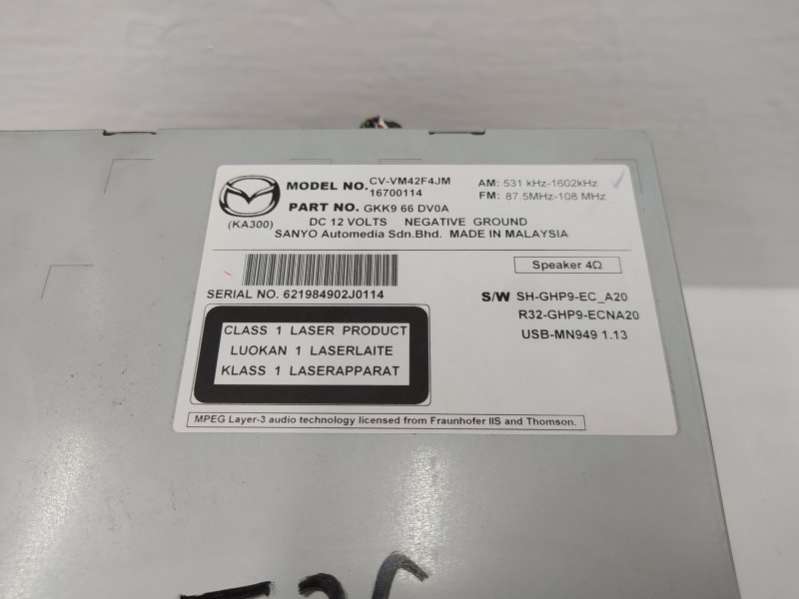 MODEL NO. CV-VM42F4JM
16700114
AM: 531 kHz-1602kHz
FM: 87.5MHz-108 MHz
PART NO. GKK9 66 DV0A
(KA300)
DC 12 VOLTS NEGATIVE GROUND
SANYO Automedia Sdn.Bhd. MADE IN MALAYSIA
Speaker 4Ω
SERIAL NO. 621984902J0114
S/W SH-GHP9-EC_A20
R32-GHP9-ECNA20
USB-MN949 1.13
CLASS 1 LASER PRODUCT
LUOKAN 1 LASERLAITE
KLASS 1 LASERAPPARAT
MPEG Layer-3 audio technology licensed from Fraunhofer IIS and Thomson.